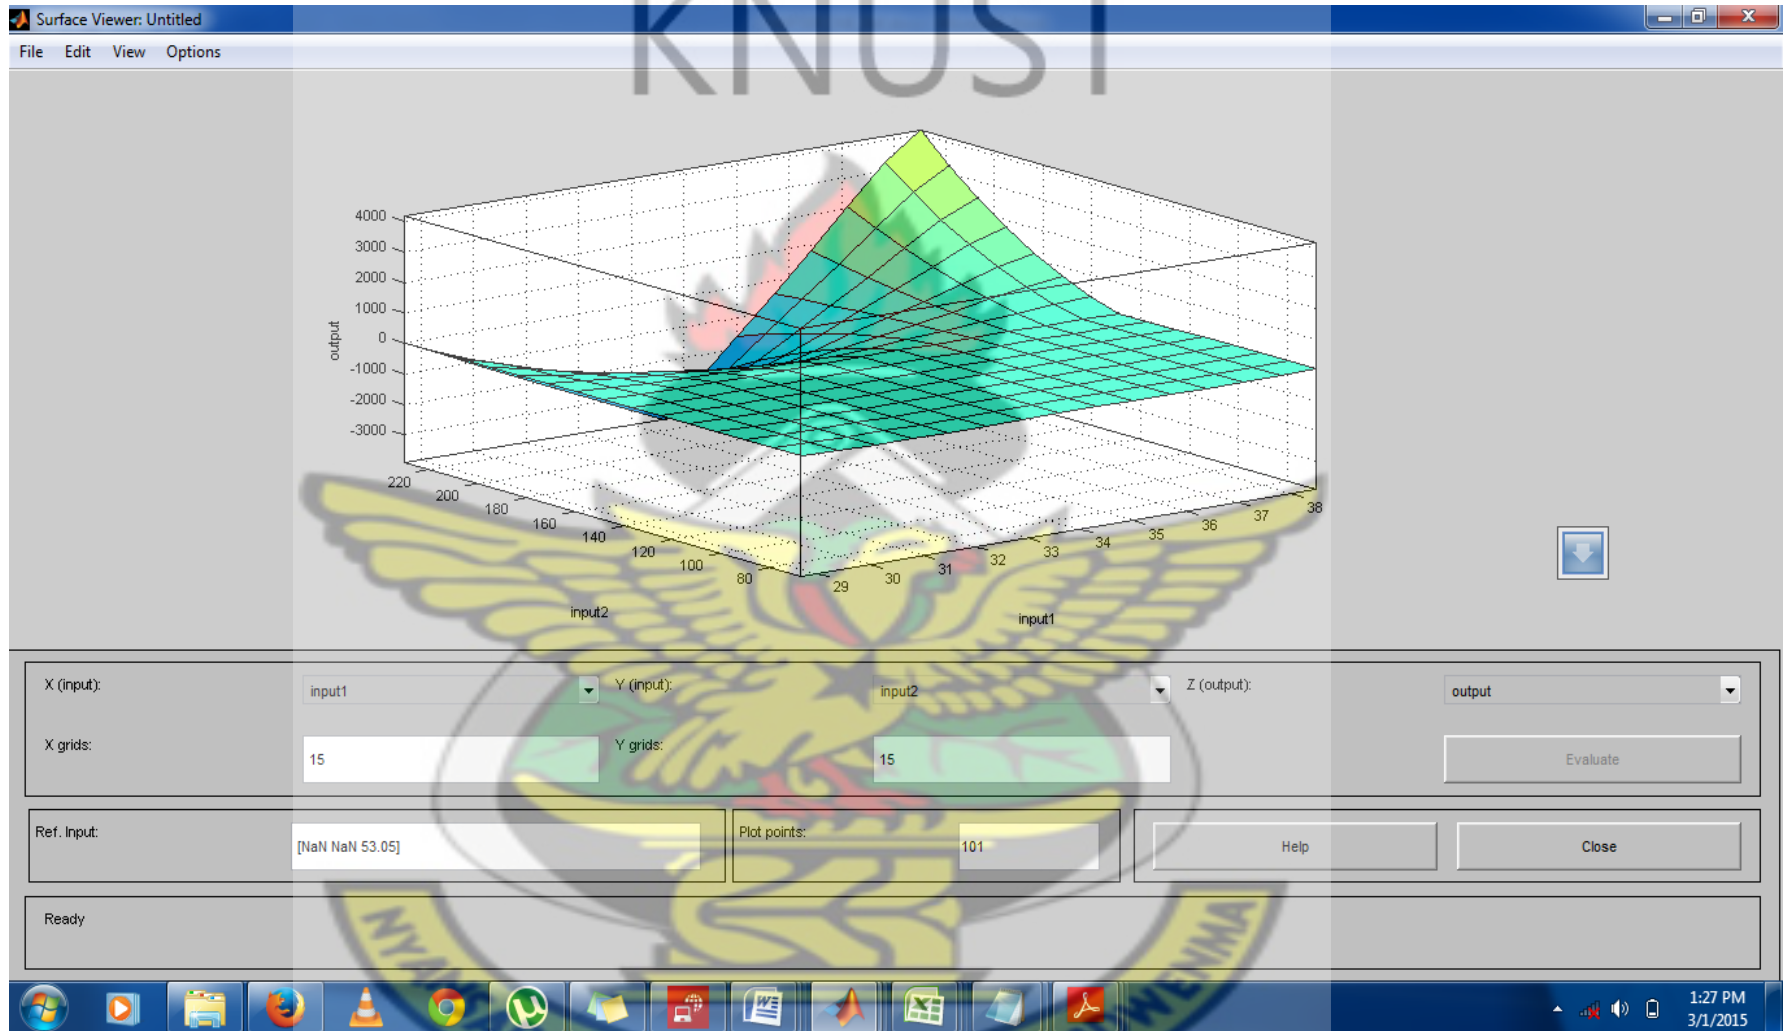 Surface Viewer: Untitled
KNUST
File Edit View Options
4000
3000
2000
1000
0
-1000
-2000
-3000
output
220
200
180
160
140
120
100
80
input2
29
30
31
32
33
34
35
36
37
38
input1
X (input): input1 Y (input): input2 Z (output): output
X grids: 15 Y grids: 15 Evaluate
Ref. Input: [NaN NaN 53.05] Plot points: 101 Help Close
Ready
1:27 PM
3/1/2015